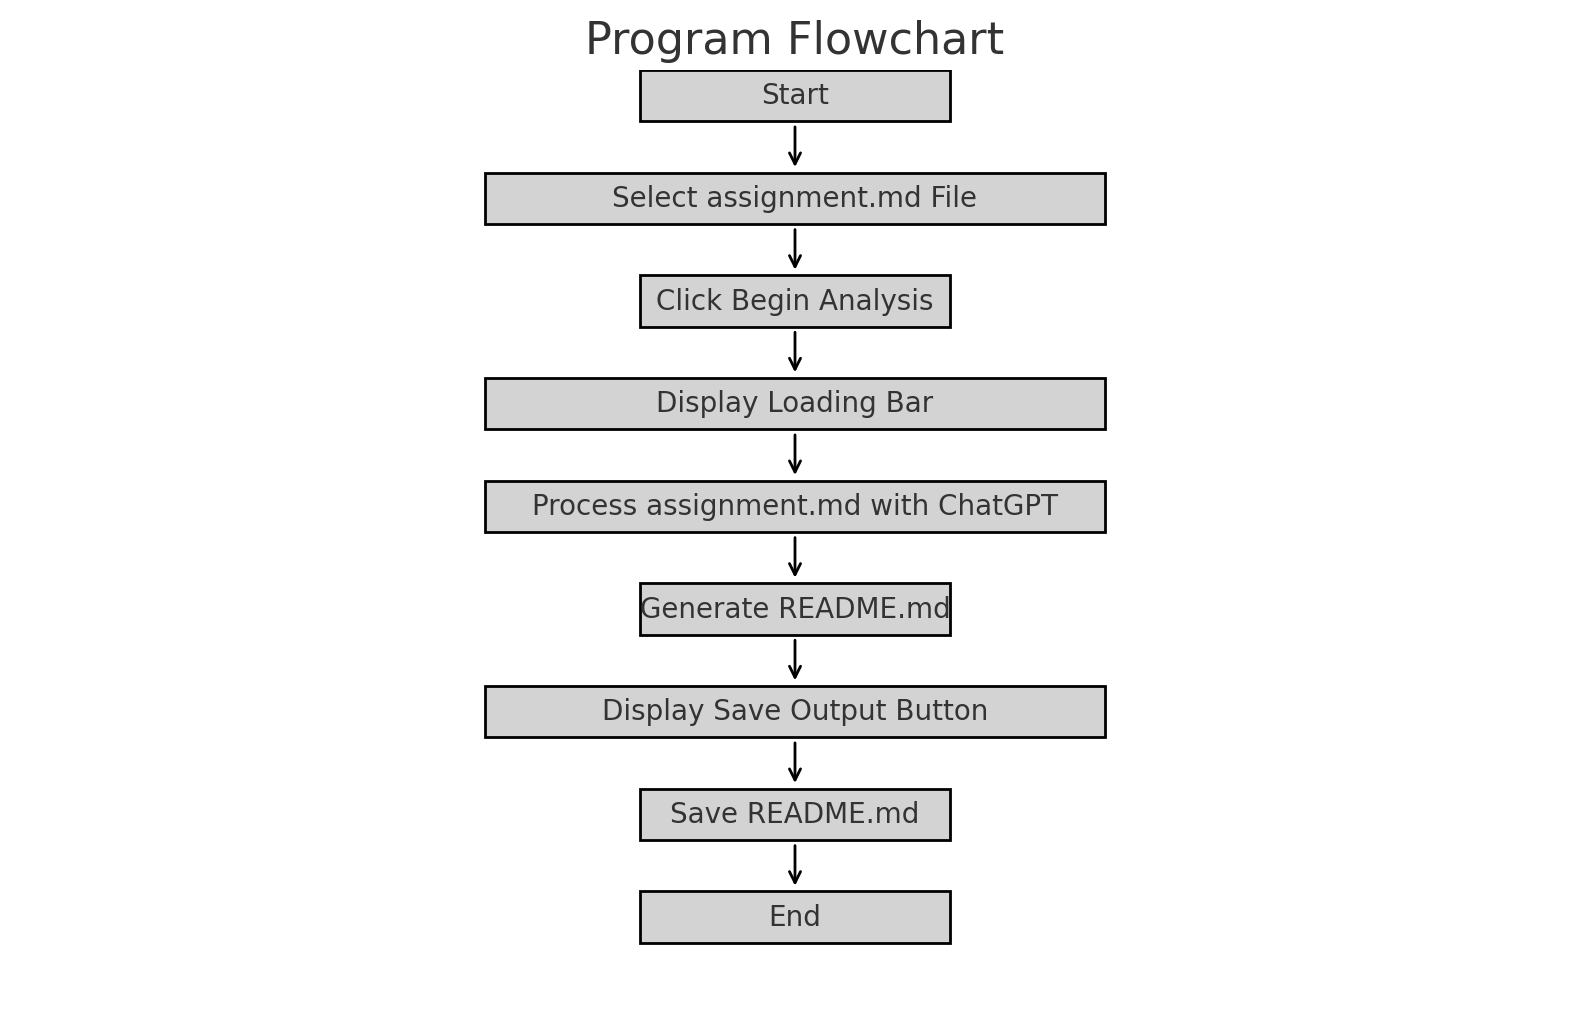 Program Flowchart
Start
Select assignment.md File
Click Begin Analysis
Display Loading Bar
Process assignment.md with ChatGPT
Generate README.md
Display Save Output Button
Save README.md
End